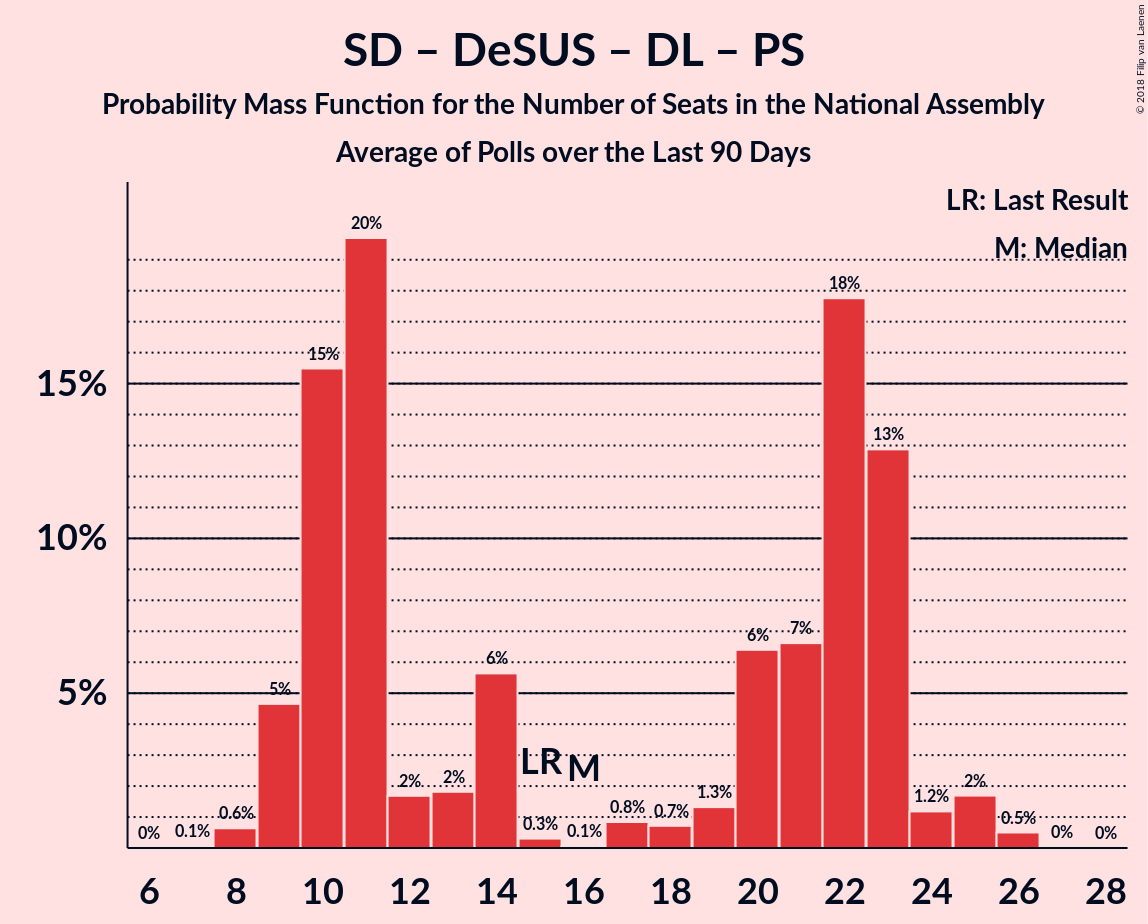 SD – DeSUS – DL – PS
Probability Mass Function for the Number of Seats in the National Assembly
Average of Polls over the Last 90 Days
© 2018 Filip van Laenen
LR: Last Result
M: Median
15%
10%
5%
0%
0.1%
0.6%
5%
15%
20%
2%
2%
6%
0.3%
0.1%
0.8%
0.7%
1.3%
6%
7%
18%
13%
1.2%
2%
0.5%
0%
0%
LR
M
6 8 10 12 14 16 18 20 22 24 26 28